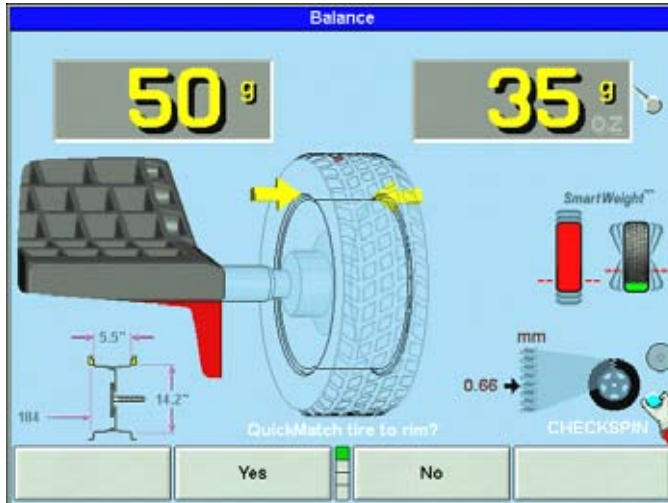 Balance
50 g
35 g
OZ
SmartWeight™
5.5"
14.2"
184
mm
0.66
QuickMatch tire to rim?
CHECKSPIN
Yes
No